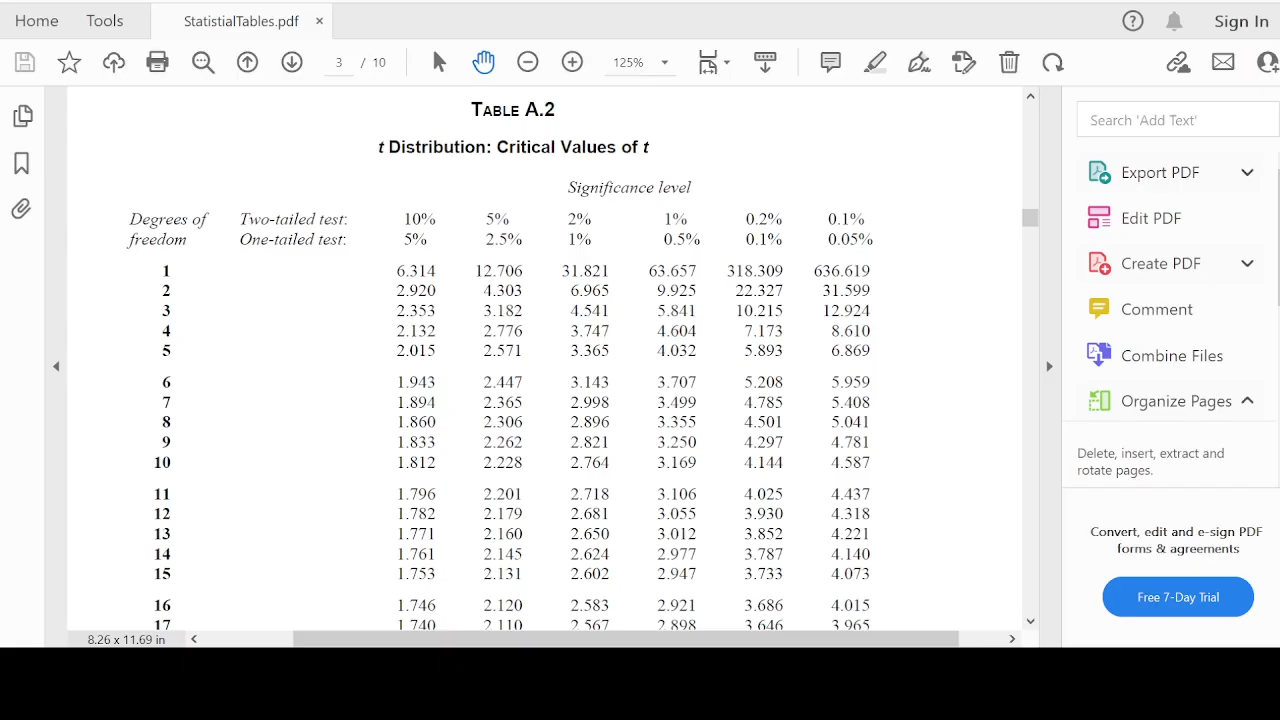 Home Tools StatistialTables.pdf × ? Sign In
3 / 10 125%
TABLE A.2
t Distribution: Critical Values of t
Significance level
Degrees of Two-tailed test: 10% 5% 2% 1% 0.2% 0.1%
freedom One-tailed test: 5% 2.5% 1% 0.5% 0.1% 0.05%
1 6.314 12.706 31.821 63.657 318.309 636.619
2 2.920 4.303 6.965 9.925 22.327 31.599
3 2.353 3.182 4.541 5.841 10.215 12.924
4 2.132 2.776 3.747 4.604 7.173 8.610
5 2.015 2.571 3.365 4.032 5.893 6.869
6 1.943 2.447 3.143 3.707 5.208 5.959
7 1.894 2.365 2.998 3.499 4.785 5.408
8 1.860 2.306 2.896 3.355 4.501 5.041
9 1.833 2.262 2.821 3.250 4.297 4.781
10 1.812 2.228 2.764 3.169 4.144 4.587
11 1.796 2.201 2.718 3.106 4.025 4.437
12 1.782 2.179 2.681 3.055 3.930 4.318
13 1.771 2.160 2.650 3.012 3.852 4.221
14 1.761 2.145 2.624 2.977 3.787 4.140
15 1.753 2.131 2.602 2.947 3.733 4.073
16 1.746 2.120 2.583 2.921 3.686 4.015
17 1.740 2.110 2.567 2.898 3.646 3.965
8.26 x 11.69 in
Search 'Add Text'
Export PDF
Edit PDF
Create PDF
Comment
Combine Files
Organize Pages
Delete, insert, extract and
rotate pages.
Convert, edit and e-sign PDF
forms & agreements
Free 7-Day Trial